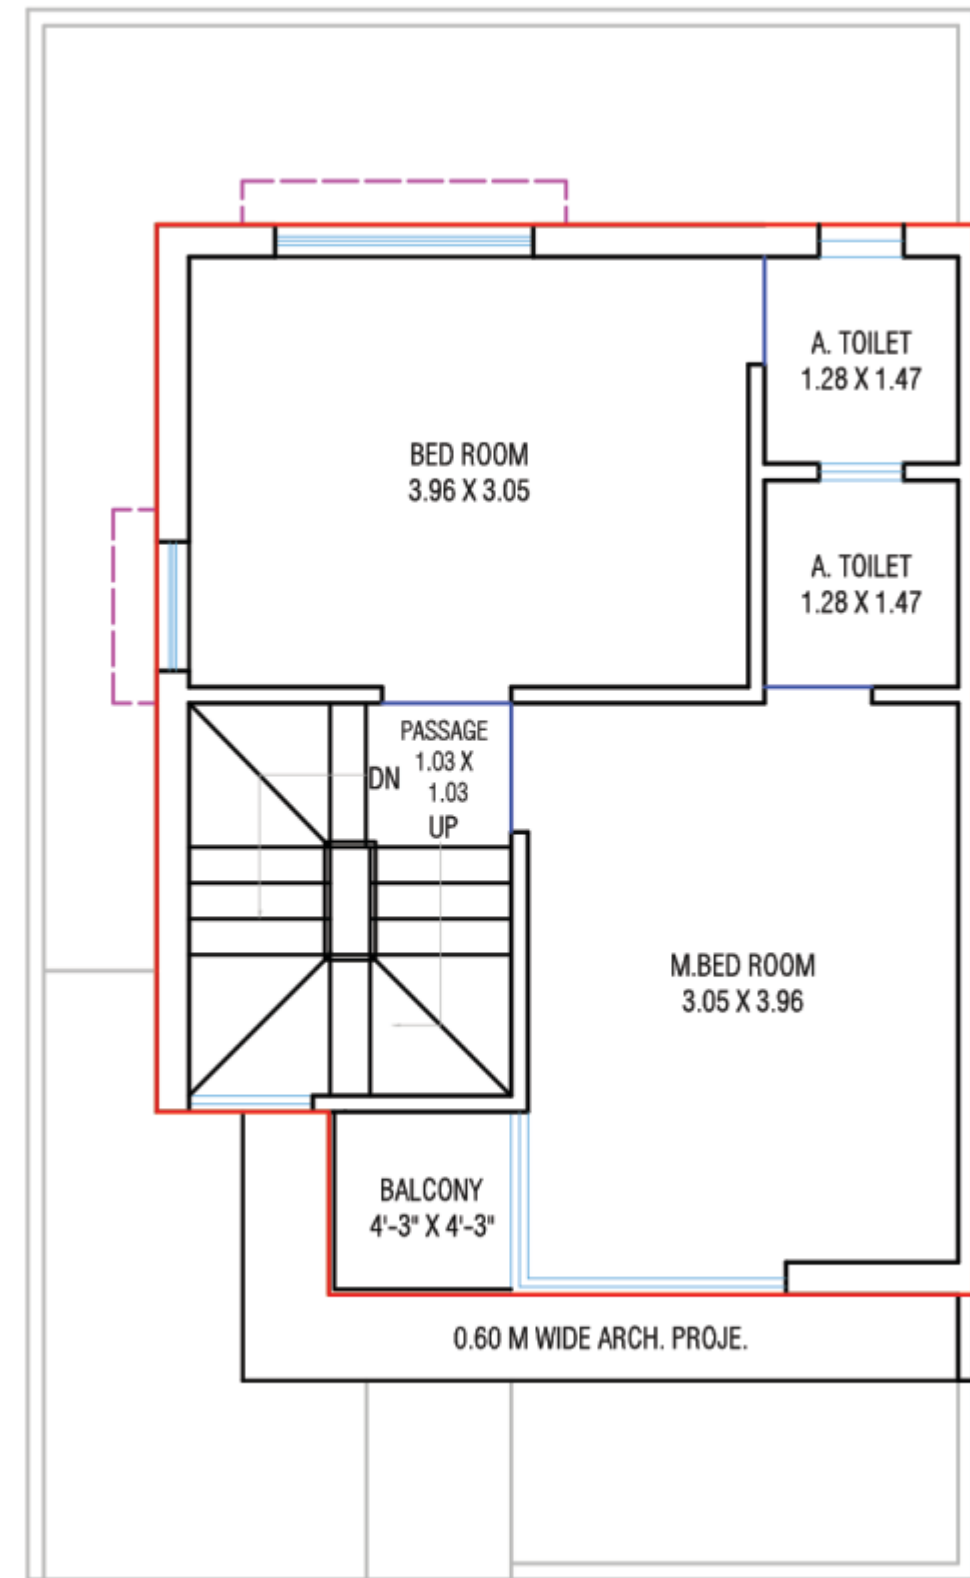 A. TOILET
1.28 X 1.47
BED ROOM
3.96 X 3.05
A. TOILET
1.28 X 1.47
PASSAGE
1.03 X
1.03
DN
UP
M.BED ROOM
3.05 X 3.96
BALCONY
4'-3" X 4'-3"
0.60 M WIDE ARCH. PROJE.